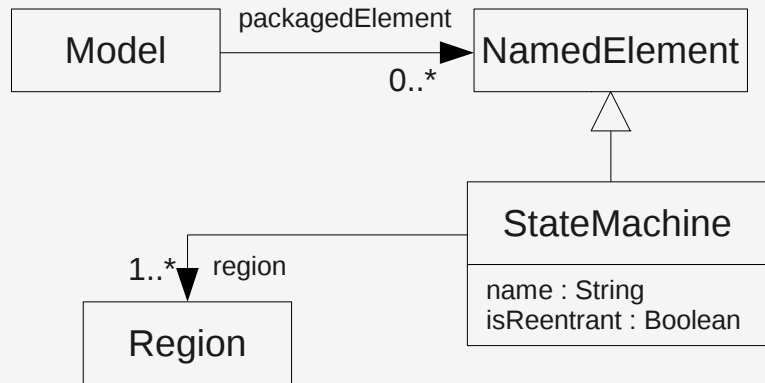 packagedElement
Model
NamedElement
0..*
StateMachine
1..*
region
name : String
isReentrant : Boolean
Region